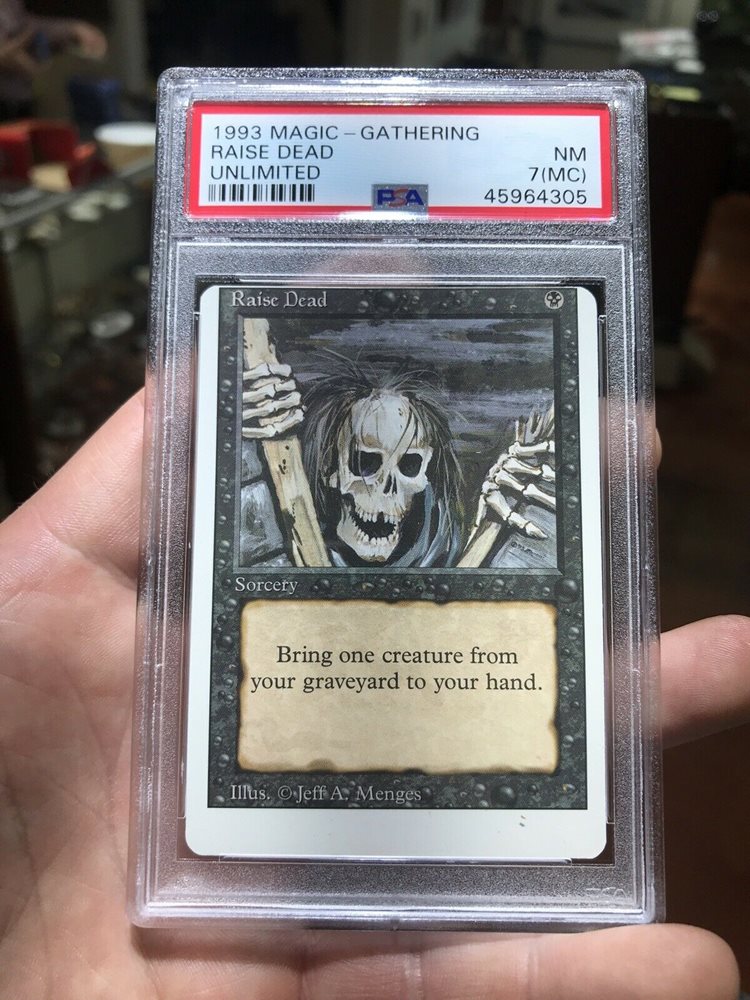 1993 MAGIC – GATHERING
RAISE DEAD NM
UNLIMITED 7(MC)
PSA 45964305
Raise Dead
Sorcery
Bring one creature from
your graveyard to your hand.
Illus. © Jeff A. Menges